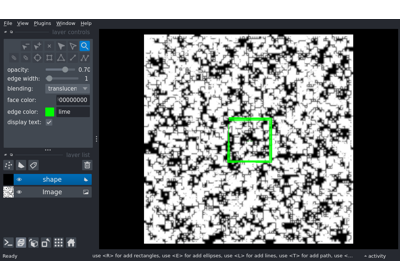 File View Plugins Window Help
layer controls
opacity: 0.70
edge width: 1
blending: translucen
face color: 00000000
edge color: lime
display text:
layer list
shape
Image
Ready
use <R> for add rectangles, use <E> for add ellipses, use <L> for add lines, use <T> for add path, use <...
activity